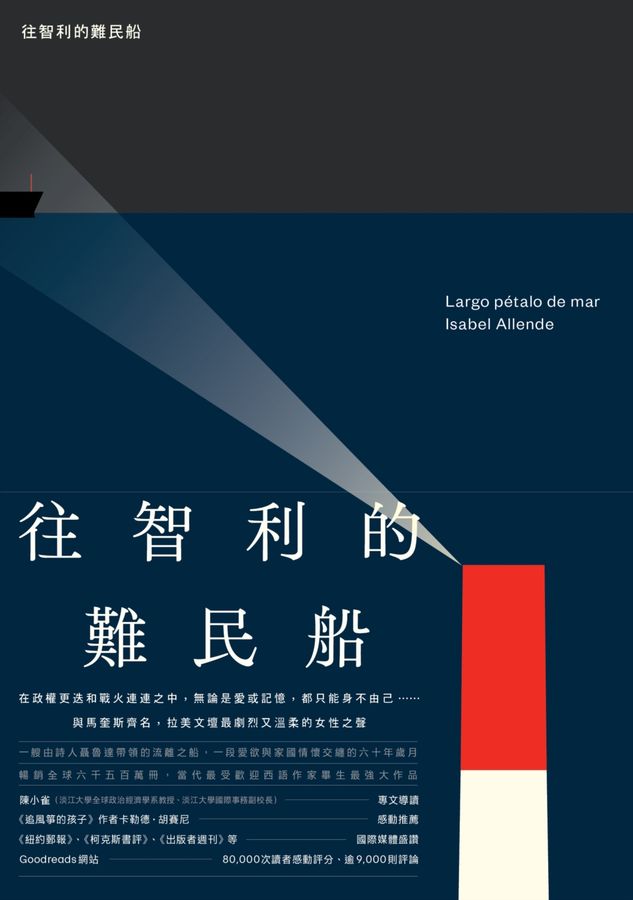 往智利的難民船
Largo pétalo de mar
Isabel Allende
往智利的
難民船
在政權更迭和戰火連連之中，無論是愛或記憶，都只能身不由己⋯⋯
與馬奎斯齊名，拉美文壇最劇烈又溫柔的女性之聲
一艘由詩人聶魯達帶領的流離之船，一段愛欲與家國情懷交纏的六十年歲月
暢銷全球六千五百萬冊，當代最受歡迎西語作家畢生最強大作品
陳小雀（淡江大學全球政治經濟學系教授、淡江大學國際事務副校長） 專文導讀
《追風箏的孩子》作者卡勒德·胡賽尼 感動推薦
《紐約郵報》、《柯克斯書評》、《出版者週刊》等 國際媒體盛讚
Goodreads網站 80,000次讀者感動評分、逾9,000則評論